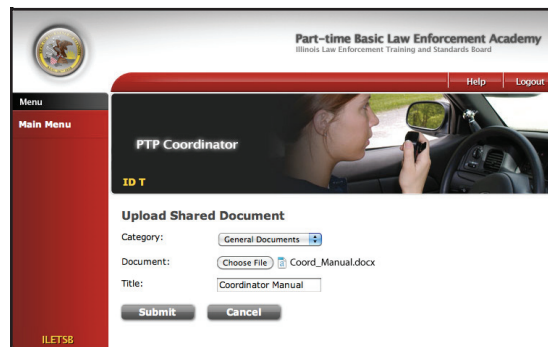 Part-time Basic Law Enforcement Academy
Illinois Law Enforcement Training and Standards Board
Help Logout
Menu
Main Menu
PTP Coordinator
ID T
Upload Shared Document
Category: General Documents
Document: Choose File Coord_Manual.docx
Title: Coordinator Manual
Submit Cancel
ILETSB